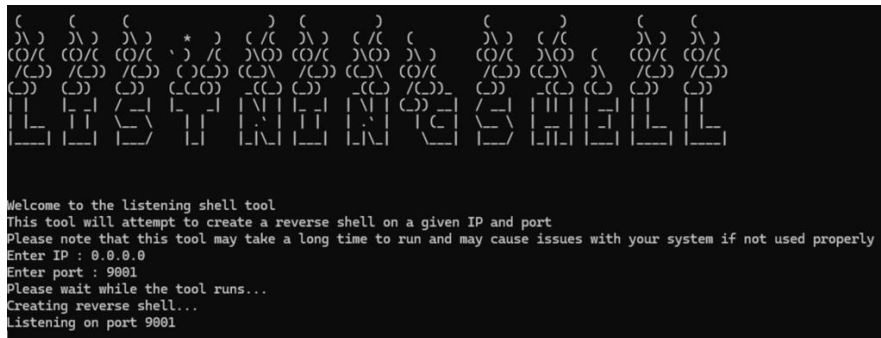 LISTNINGSHELL
Welcome to the listening shell tool
This tool will attempt to create a reverse shell on a given IP and port
Please note that this tool may take a long time to run and may cause issues with your system if not used properly
Enter IP : 0.0.0.0
Enter port : 9001
Please wait while the tool runs...
Creating reverse shell...
Listening on port 9001